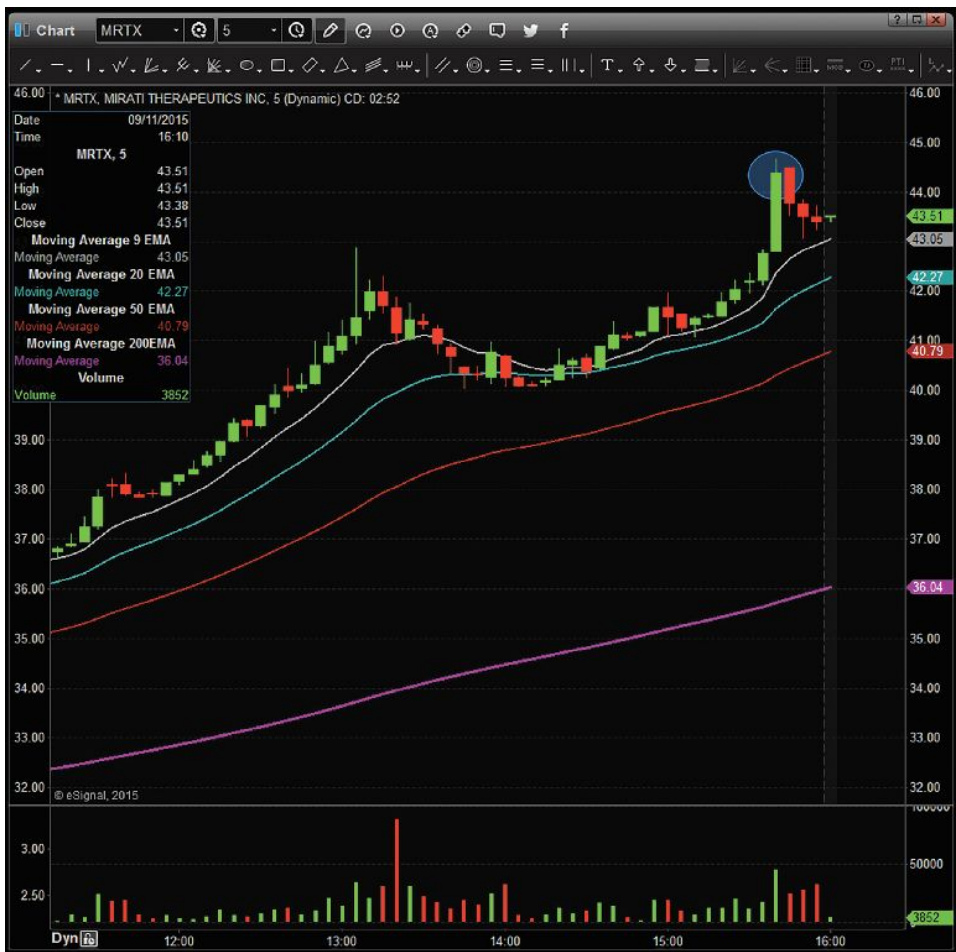 Chart MRTX 5
T
46.00 * MRTX, MIRATI THERAPEUTICS INC, 5 (Dynamic) CD: 02:52 46.00
Date 09/11/2015
Time 16:10
MRTX, 5
Open 43.51
High 43.51
Low 43.38
Close 43.51
Moving Average 9 EMA
Moving Average 43.05
Moving Average 20 EMA
Moving Average 42.27
Moving Average 50 EMA
Moving Average 40.79
Moving Average 200EMA
Moving Average 36.04
Volume
Volume 3852
45.00
44.00
43.51
43.05
42.27
42.00
41.00
40.79
40.00
39.00 39.00
38.00 38.00
37.00 37.00
36.00 36.04
35.00 35.00
34.00 34.00
33.00 33.00
32.00 © eSignal, 2015 32.00
100000
3.00
50000
2.50
3852
Dyn 12:00 13:00 14:00 15:00 16:00